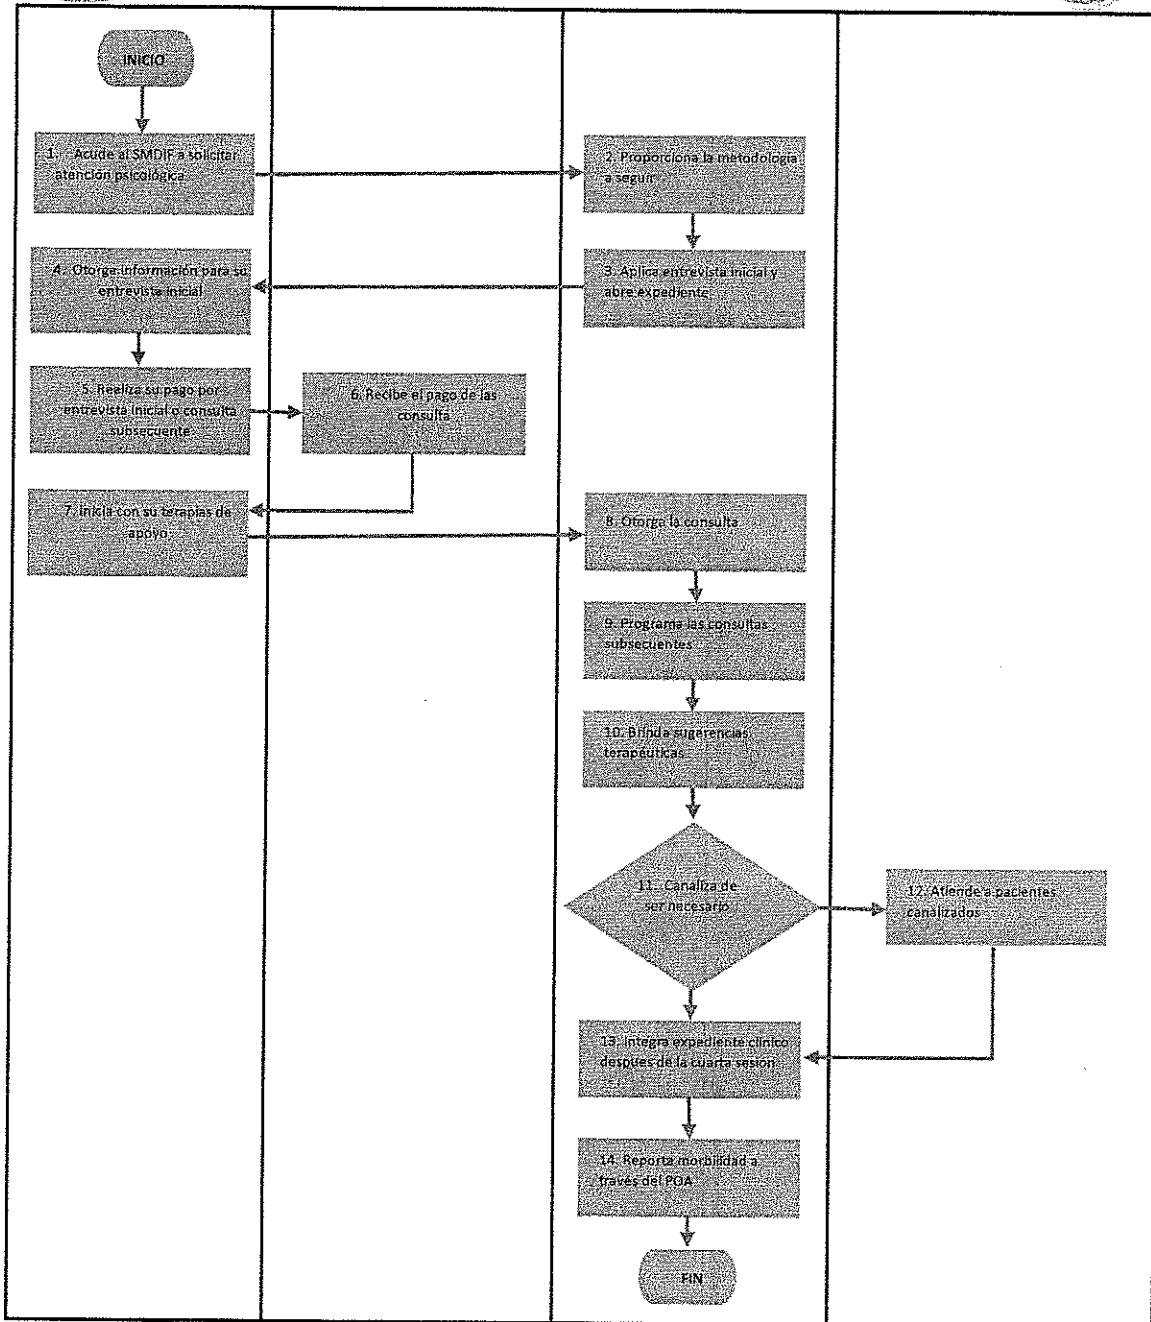 INICIO
1. Acude al SMDIF a solicitar
atención psicológica
2. Proporciona la metodología
a seguir
3. Aplica entrevista inicial y
abre expediente
4. Otorga información para su
entrevista inicial
5. Realiza su pago por
entrevista inicial o consulta
subsecuente
6. Recibe el pago de las
consulta
7. Inicia con su terapias de
apoyo
8. Otorga la consulta
9. Programa las consultas
subsecuentes
10. Brinda sugerencias
terapéuticas
11. Canaliza de
ser necesario
12. Atiende a pacientes
canalizados
13. Integra expediente clínico
despues de la cuarta sesión
14. Reporta morbilidad a
través del POA
FIN